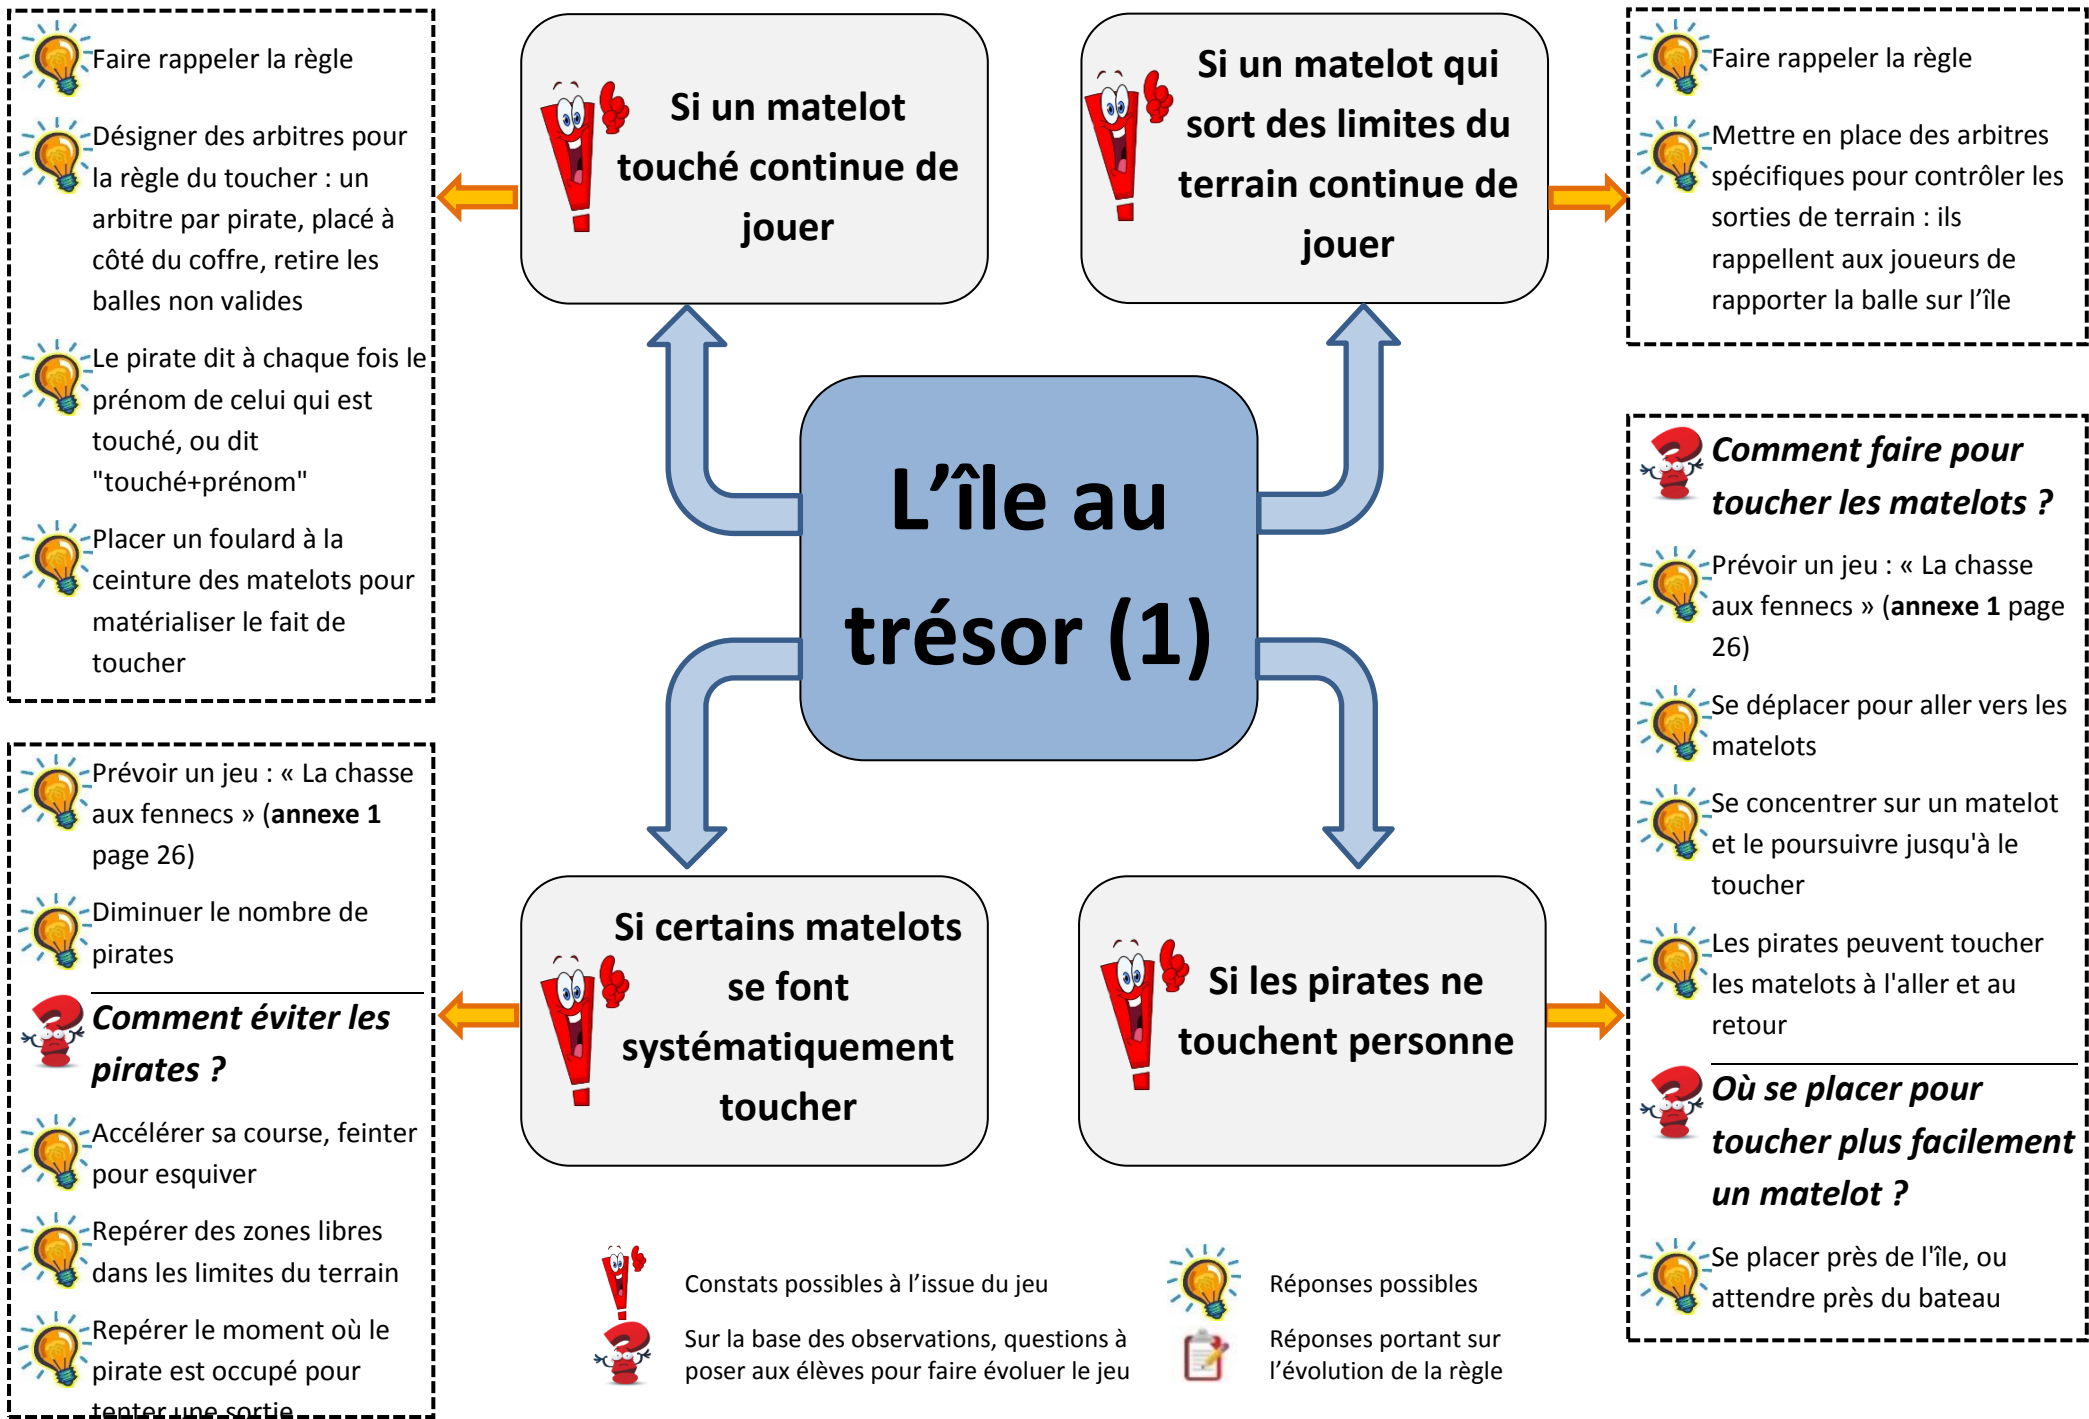 Faire rappeler la règle
Désigner des arbitres pour
la règle du toucher : un
arbitre par pirate, placé à
côté du coffre, retire les
balles non valides
Le pirate dit à chaque fois le
prénom de celui qui est
touché, ou dit
"touché+prénom"
Placer un foulard à la
ceinture des matelots pour
matérialiser le fait de
toucher
Si un matelot
touché continue de
jouer
Si un matelot qui
sort des limites du
terrain continue de
jouer
Faire rappeler la règle
Mettre en place des arbitres
spécifiques pour contrôler les
sorties de terrain : ils
rappellent aux joueurs de
rapporter la balle sur l’île
L’île au
trésor (1)
Prévoir un jeu : « La chasse
aux fennecs » (annexe 1
page 26)
Diminuer le nombre de
pirates
Comment éviter les
pirates ?
Accélérer sa course, feinter
pour esquiver
Repérer des zones libres
dans les limites du terrain
Repérer le moment où le
pirate est occupé pour
tenter une sortie
Si certains matelots
se font
systématiquement
toucher
Si les pirates ne
touchent personne
Comment faire pour
toucher les matelots ?
Prévoir un jeu : « La chasse
aux fennecs » (annexe 1 page
26)
Se déplacer pour aller vers les
matelots
Se concentrer sur un matelot
et le poursuivre jusqu'à le
toucher
Les pirates peuvent toucher
les matelots à l'aller et au
retour
Où se placer pour
toucher plus facilement
un matelot ?
Se placer près de l'île, ou
attendre près du bateau
Constats possibles à l’issue du jeu
Sur la base des observations, questions à
poser aux élèves pour faire évoluer le jeu
Réponses possibles
Réponses portant sur
l’évolution de la règle